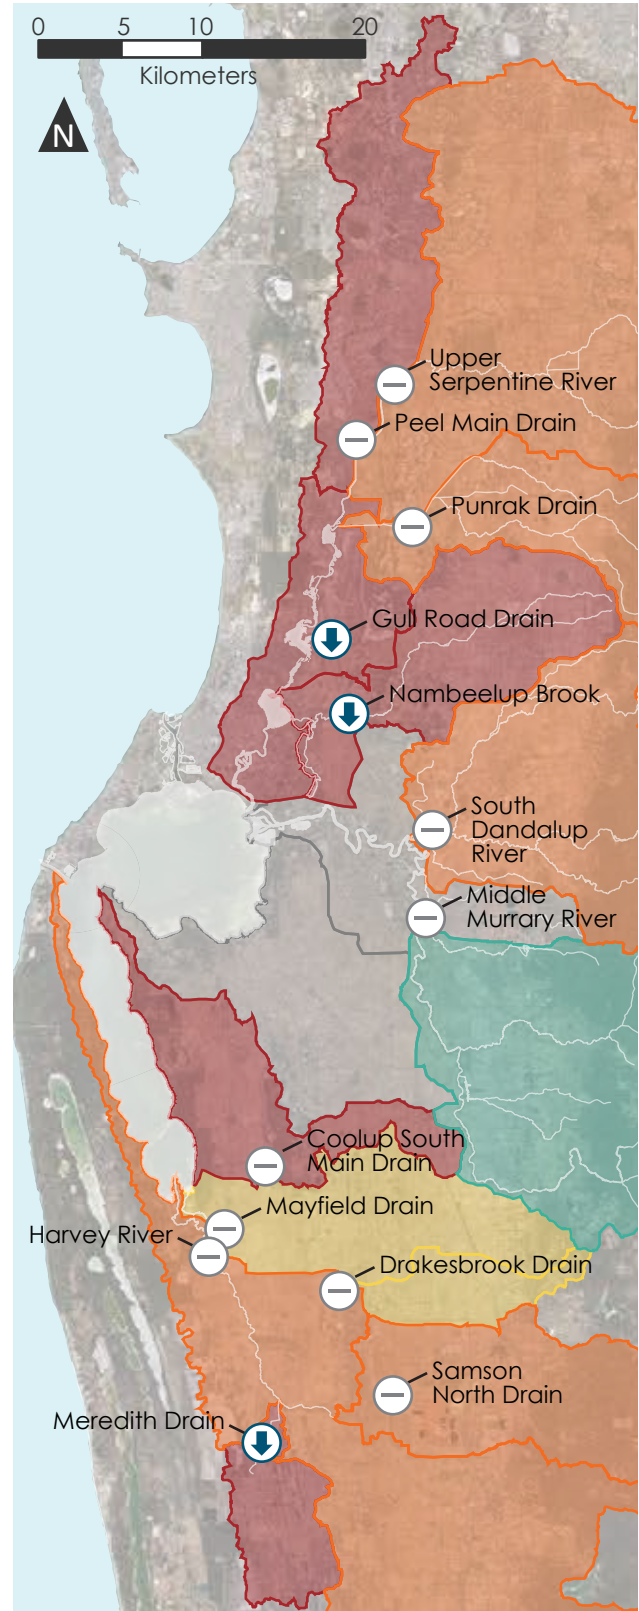 0 5 10 20
Kilometers
N
Upper
Serpentine River
Peel Main Drain
Punrak Drain
Gull Road Drain
Nambeelup Brook
South
Dandalup
River
Middle
Murrary River
Coolup South
Main Drain
Mayfield Drain
Harvey River
Drakesbrook Drain
Samson
North Drain
Meredith Drain